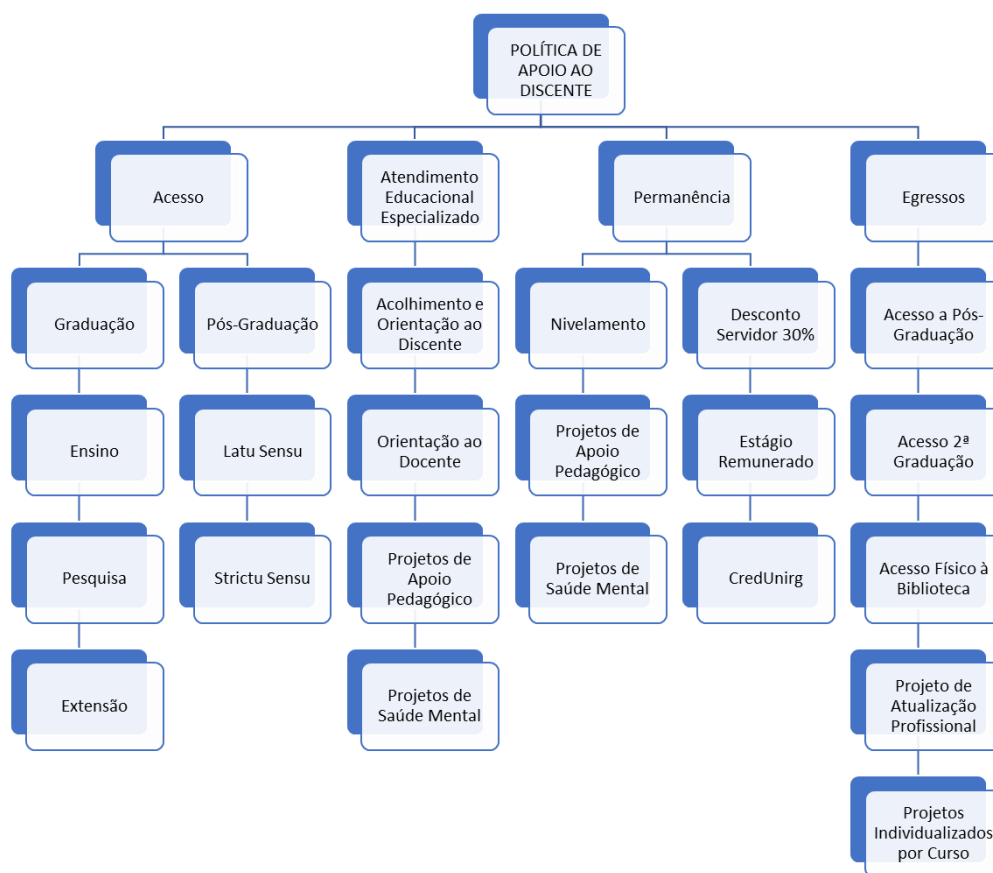 POLÍTICA DE
APOIO AO
DISCENTE
Acesso
Atendimento
Educacional
Especializado
Permanência
Egressos
Graduação
Pós-Graduação
Acolhimento e
Orientação ao
Discente
Nivelamento
Desconto
Servidor 30%
Acesso a Pós-
Graduação
Ensino
Latu Sensu
Orientação ao
Docente
Projetos de
Apoio
Pedagógico
Estágio
Remunerado
Acesso 2ª
Graduação
Pesquisa
Strictu Sensu
Projetos de
Apoio
Pedagógico
Projetos de
Saúde Mental
CredUnirg
Acesso Físico à
Biblioteca
Extensão
Projetos de
Saúde Mental
Projeto de
Atualização
Profissional
Projetos
Individualizados
por Curso